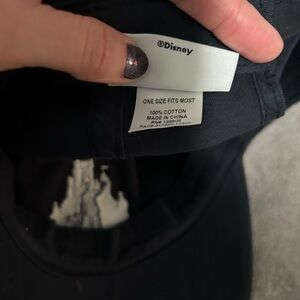 ©Disney
ONE SIZE FITS MOST
100% COTTON
MADE IN CHINA